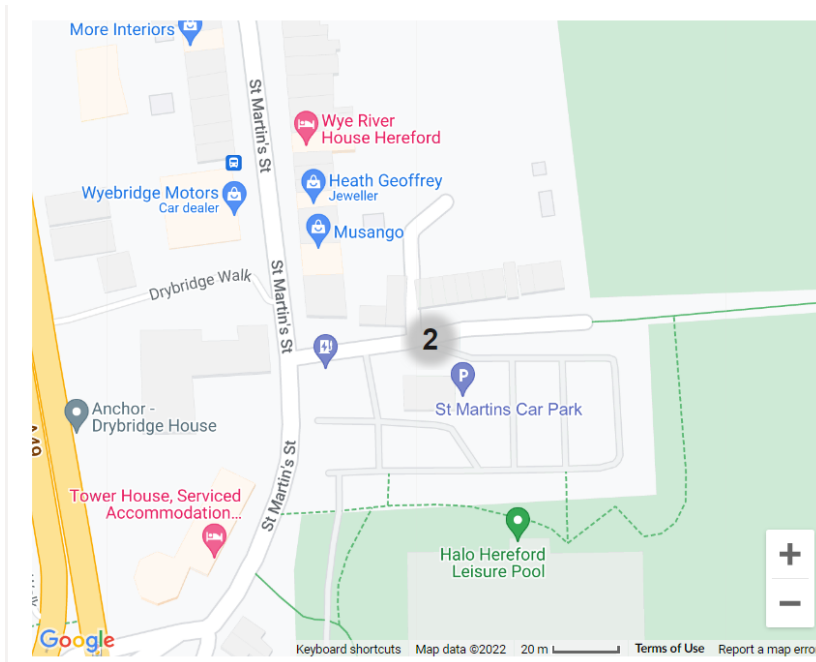 More Interiors
St Martin's St
Wye River
House Hereford
Wyebridge Motors
Car dealer
Heath Geoffrey
Jeweller
Musango
Drybridge Walk
St Martin's St
2
P
St Martins Car Park
Anchor -
Drybridge House
A49
St Martin's St
Tower House, Serviced
Accommodation...
Halo Hereford
Leisure Pool
+
−
Google
Keyboard shortcuts Map data ©2022 20 m Terms of Use Report a map error